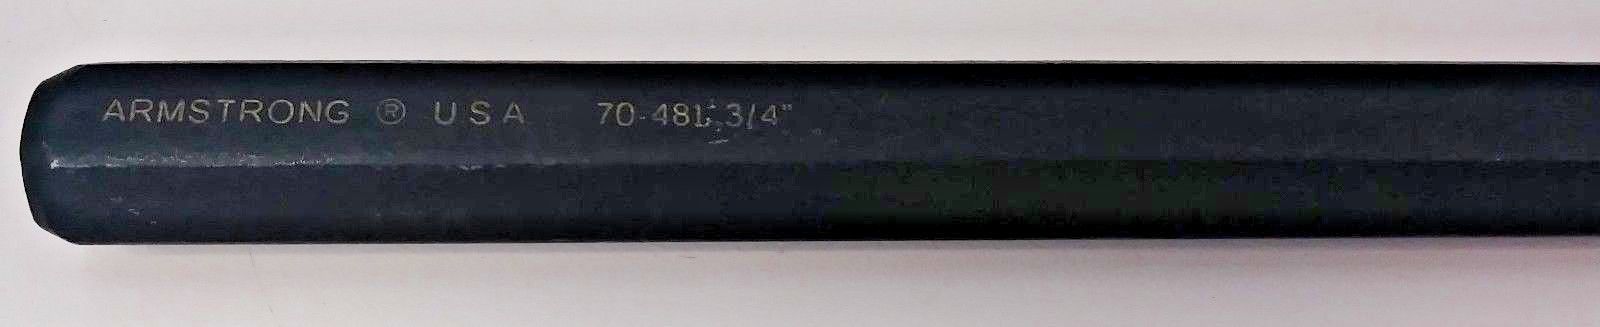 ARMSTRONG ® USA 70-481 3/4"